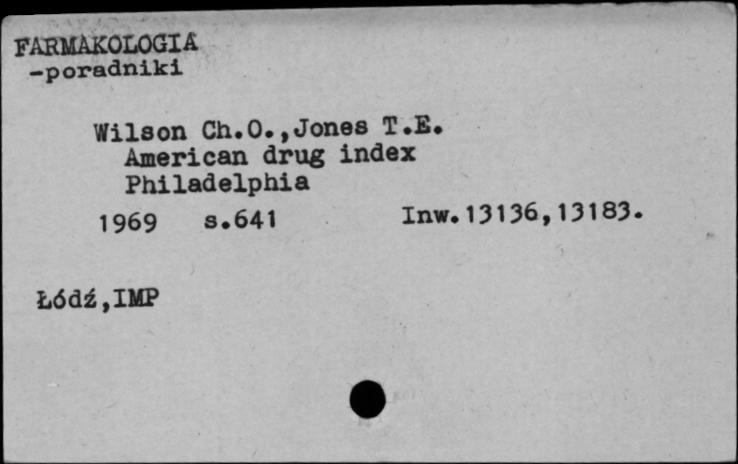 FARMAKOLOGIA
-poradniki
Wilson Ch.O.,Jones T.E.
American drug index
Philadelphia
1969 s.641 Inw.13136,13183.
Łódź,IMP